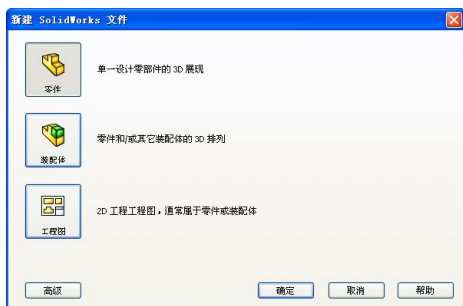 新建 SolidWorks 文件
零件
单一设计零部件的 3D 展现
装配体
零件和/或其它装配体的 3D 排列
工程图
2D 工程工程图，通常属于零件或装配体
高级
确定
取消
帮助